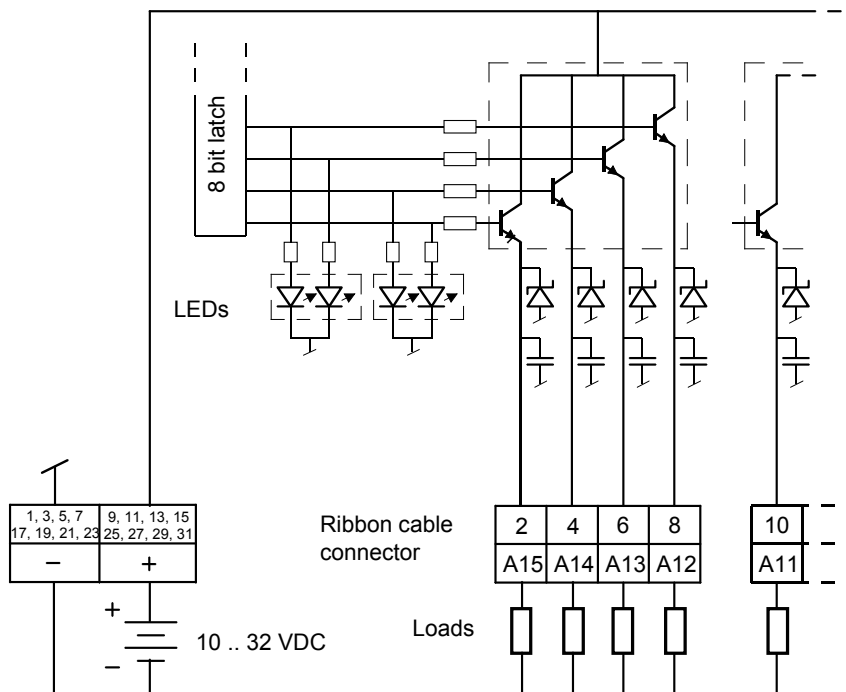 8 bit latch
LEDs
1, 3, 5, 7
17, 19, 21, 23
9, 11, 13, 15
25, 27, 29, 31
−
+
Ribbon cable
connector
2
4
6
8
10
A15
A14
A13
A12
A11
+
10 .. 32 VDC
−
Loads